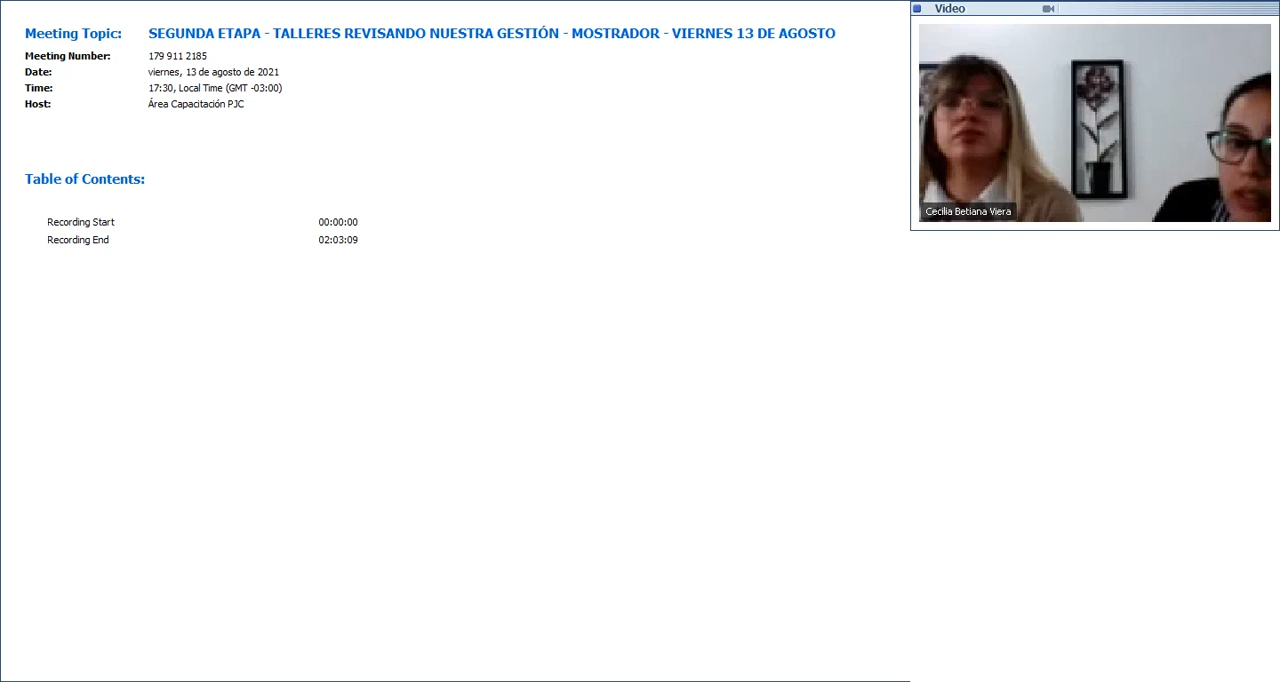 Meeting Topic: SEGUNDA ETAPA - TALLERES REVISANDO NUESTRA GESTIÓN - MOSTRADOR - VIERNES 13 DE AGOSTO
Meeting Number: 179 911 2185
Date: viernes, 13 de agosto de 2021
Time: 17:30, Local Time (GMT -03:00)
Host: Área Capacitación PJC
Table of Contents:
Recording Start 00:00:00
Recording End 02:03:09
Video
Cecilia Betiana Viera